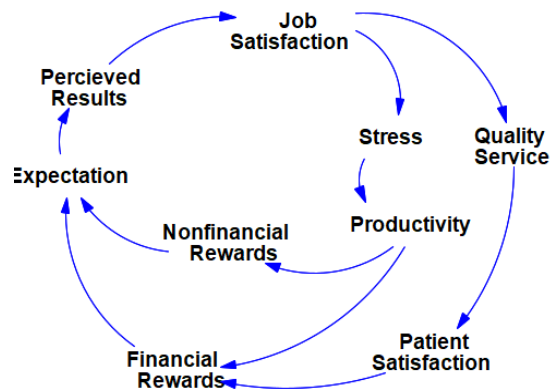 Job
Satisfaction
Percieved
Results
Stress
Quality
Service
Expectation
Nonfinancial
Rewards
Productivity
Patient
Satisfaction
Financial
Rewards